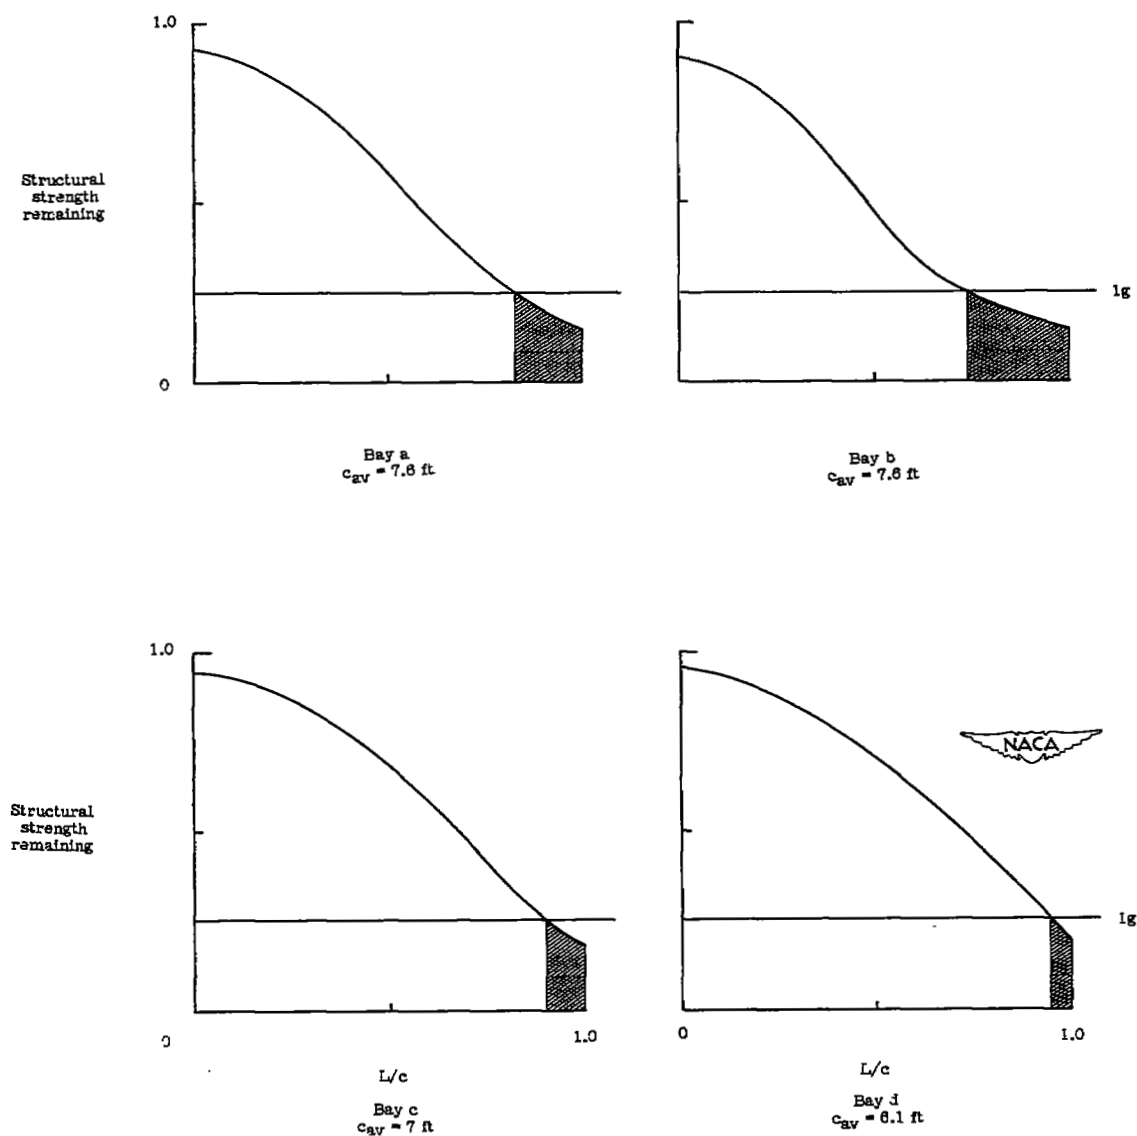 1.0
Structural
strength
remaining
1g
0
Bay a
c_av = 7.6 ft
Bay b
c_av = 7.6 ft
1.0
NACA
Structural
strength
remaining
1g
0
1.0
0
1.0
L/c
L/c
Bay c
c_av = 7 ft
Bay d
c_av = 6.1 ft